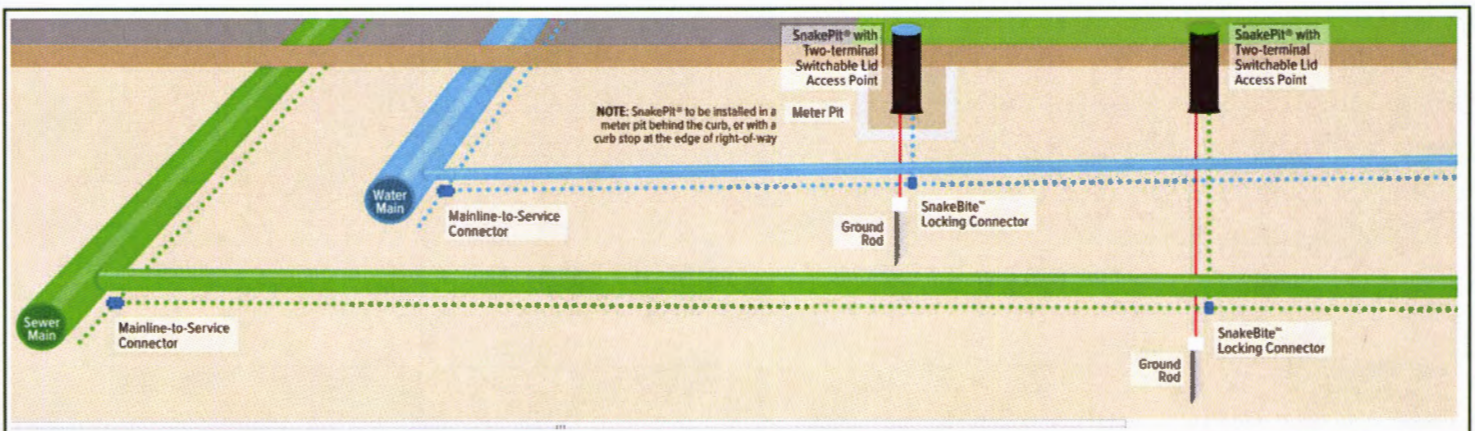 SnakePit® with
Two-terminal
Switchable Lid
Access Point
SnakePit® with
Two-terminal
Switchable Lid
Access Point
NOTE: SnakePit® to be installed in a
meter pit behind the curb, or with a
curb stop at the edge of right-of-way
Meter Pit
Water
Main
Mainline-to-Service
Connector
SnakeBite™
Locking Connector
Ground
Rod
Sewer
Main
Mainline-to-Service
Connector
SnakeBite™
Locking Connector
Ground
Rod